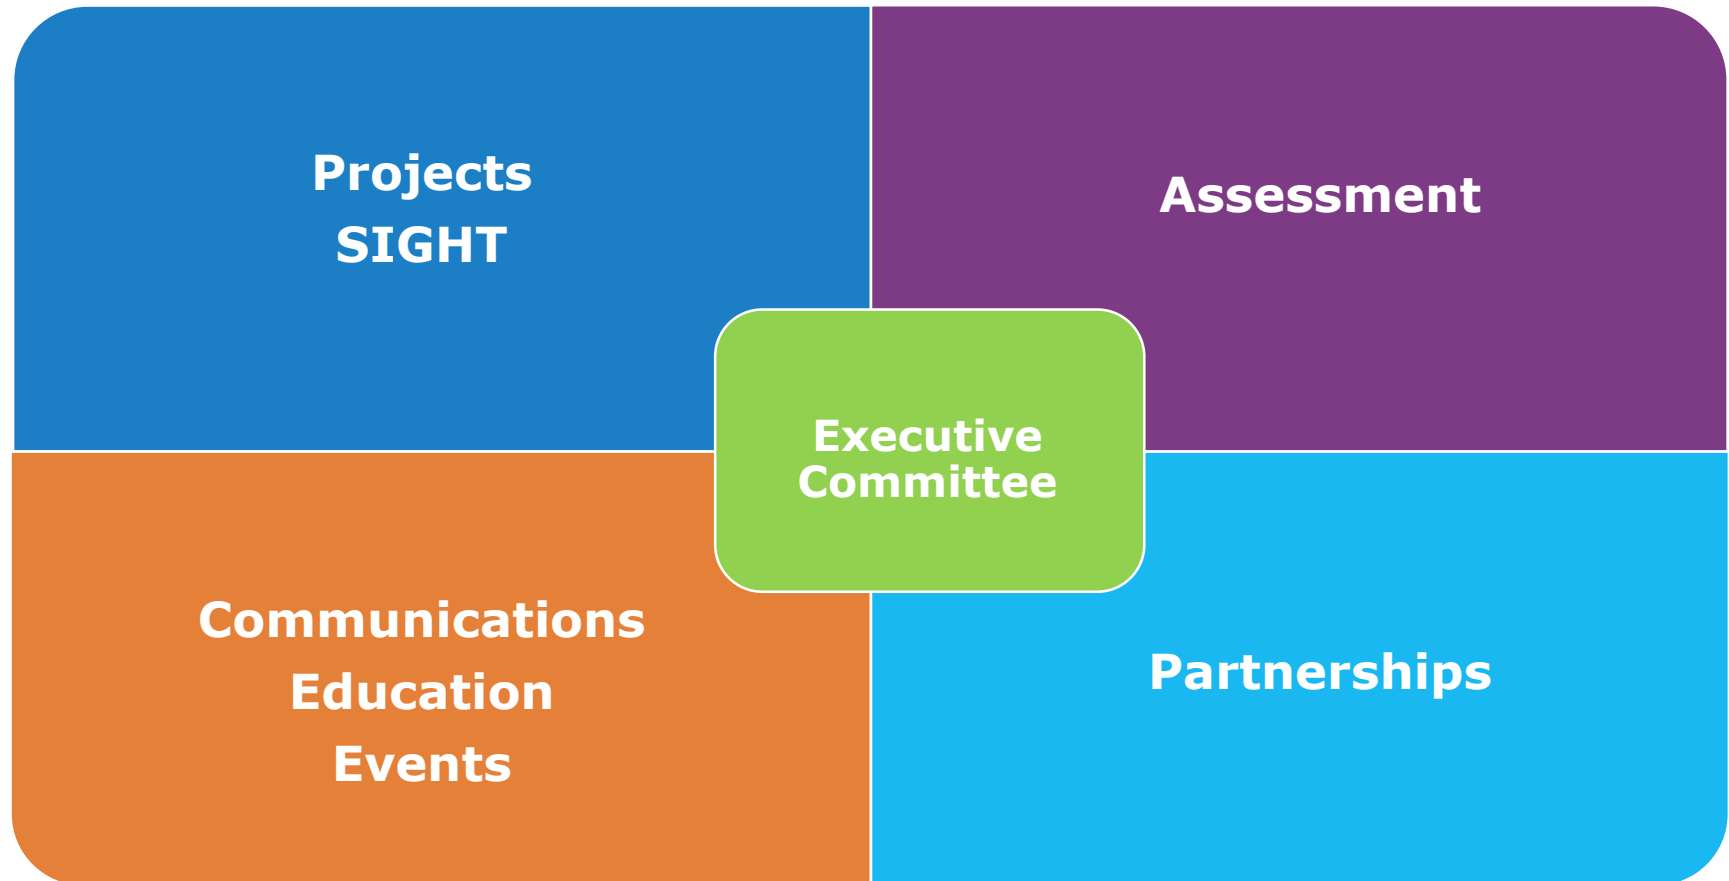 Projects
SIGHT
Assessment
Executive
Committee
Communications
Education
Events
Partnerships